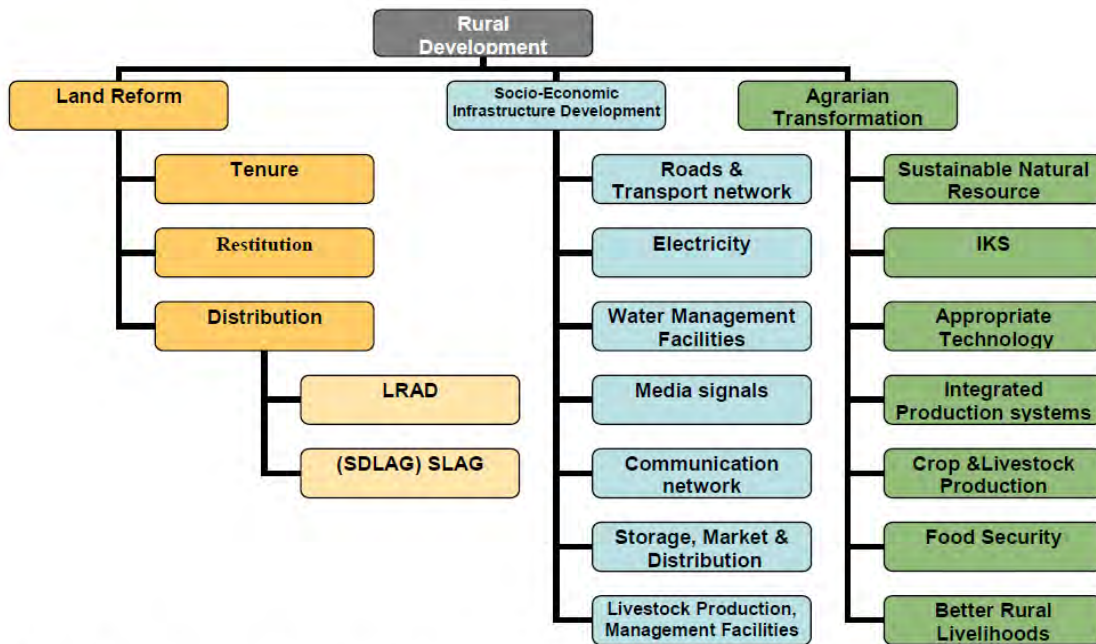 Rural
Development
Land Reform
Socio-Economic
Infrastructure Development
Agrarian
Transformation
Tenure
Restitution
Distribution
LRAD
(SDLAG) SLAG
Roads &
Transport network
Electricity
Water Management
Facilities
Media signals
Communication
network
Storage, Market &
Distribution
Livestock Production,
Management Facilities
Sustainable Natural
Resource
IKS
Appropriate
Technology
Integrated
Production systems
Crop &Livestock
Production
Food Security
Better Rural
Livelihoods